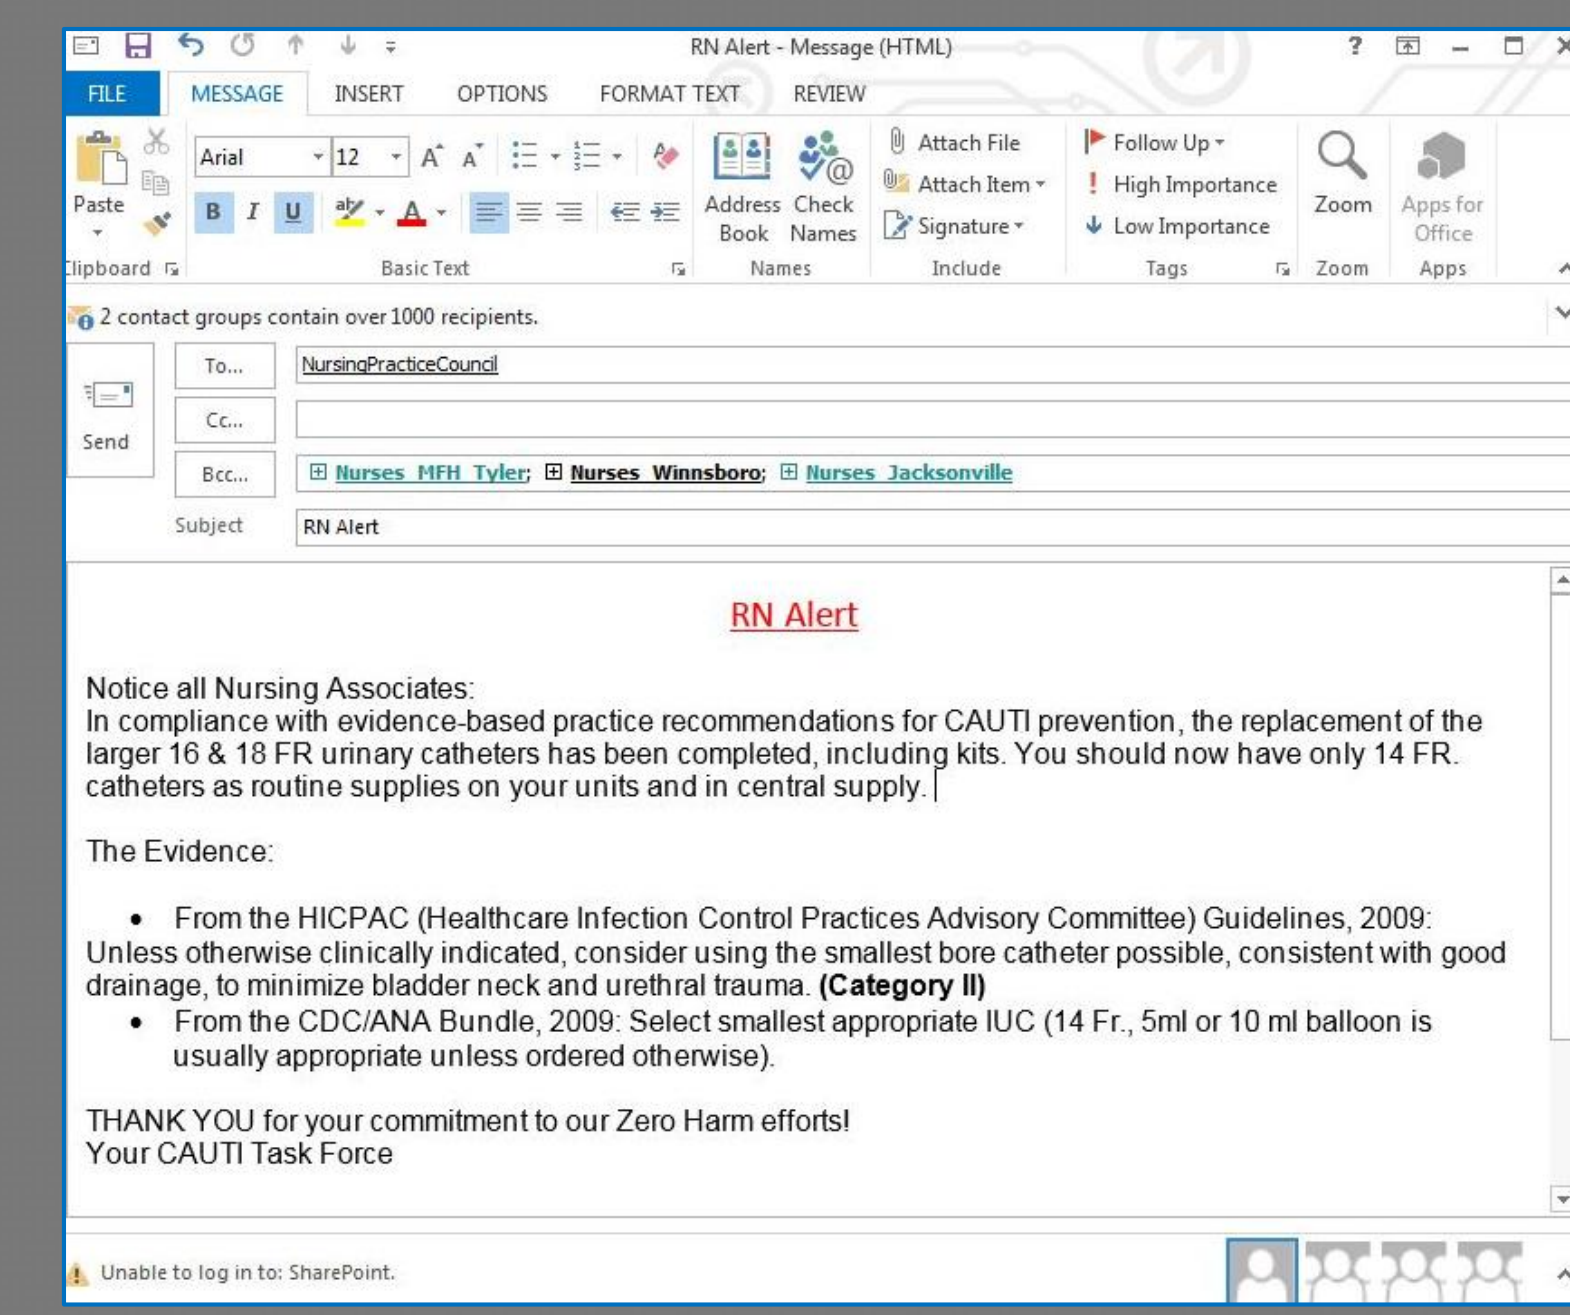 RN Alert - Message (HTML)
?
FILE MESSAGE INSERT OPTIONS FORMAT TEXT REVIEW
Arial 12
Attach File
Follow Up
Attach Item
! High Importance
Paste
B I U aby A
Address Book
Check Names
Signature
Low Importance
Zoom
Apps for Office
Clipboard Basic Text Names Include Tags Zoom Apps
2 contact groups contain over 1000 recipients.
To... NursingPracticeCouncil
Cc...
Send
Bcc... Nurses MFH Tyler; Nurses Winnsboro; Nurses Jacksonville
Subject RN Alert
RN Alert
Notice all Nursing Associates:
In compliance with evidence-based practice recommendations for CAUTI prevention, the replacement of the
larger 16 & 18 FR urinary catheters has been completed, including kits. You should now have only 14 FR.
catheters as routine supplies on your units and in central supply.
The Evidence:
• From the HICPAC (Healthcare Infection Control Practices Advisory Committee) Guidelines, 2009:
Unless otherwise clinically indicated, consider using the smallest bore catheter possible, consistent with good
drainage, to minimize bladder neck and urethral trauma. (Category II)
• From the CDC/ANA Bundle, 2009: Select smallest appropriate IUC (14 Fr., 5ml or 10 ml balloon is
usually appropriate unless ordered otherwise).
THANK YOU for your commitment to our Zero Harm efforts!
Your CAUTI Task Force
Unable to log in to: SharePoint.